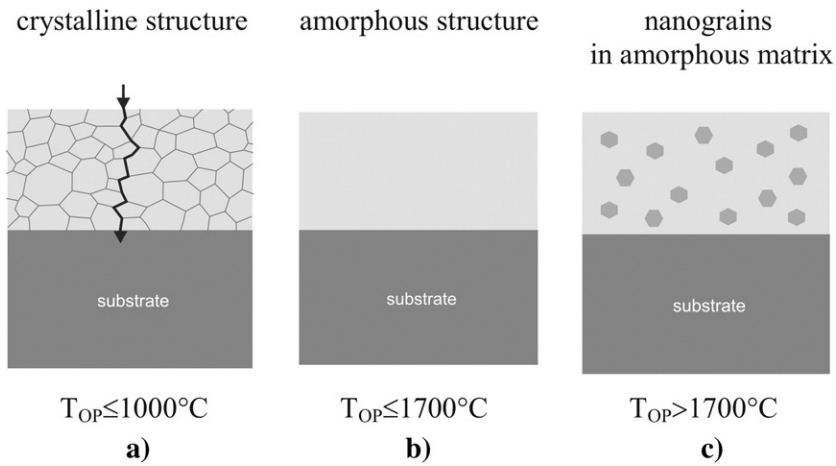 crystalline structure
amorphous structure
nanograins
in amorphous matrix
substrate
substrate
substrate
T_OP≤1000°C
T_OP≤1700°C
T_OP>1700°C
a)
b)
c)